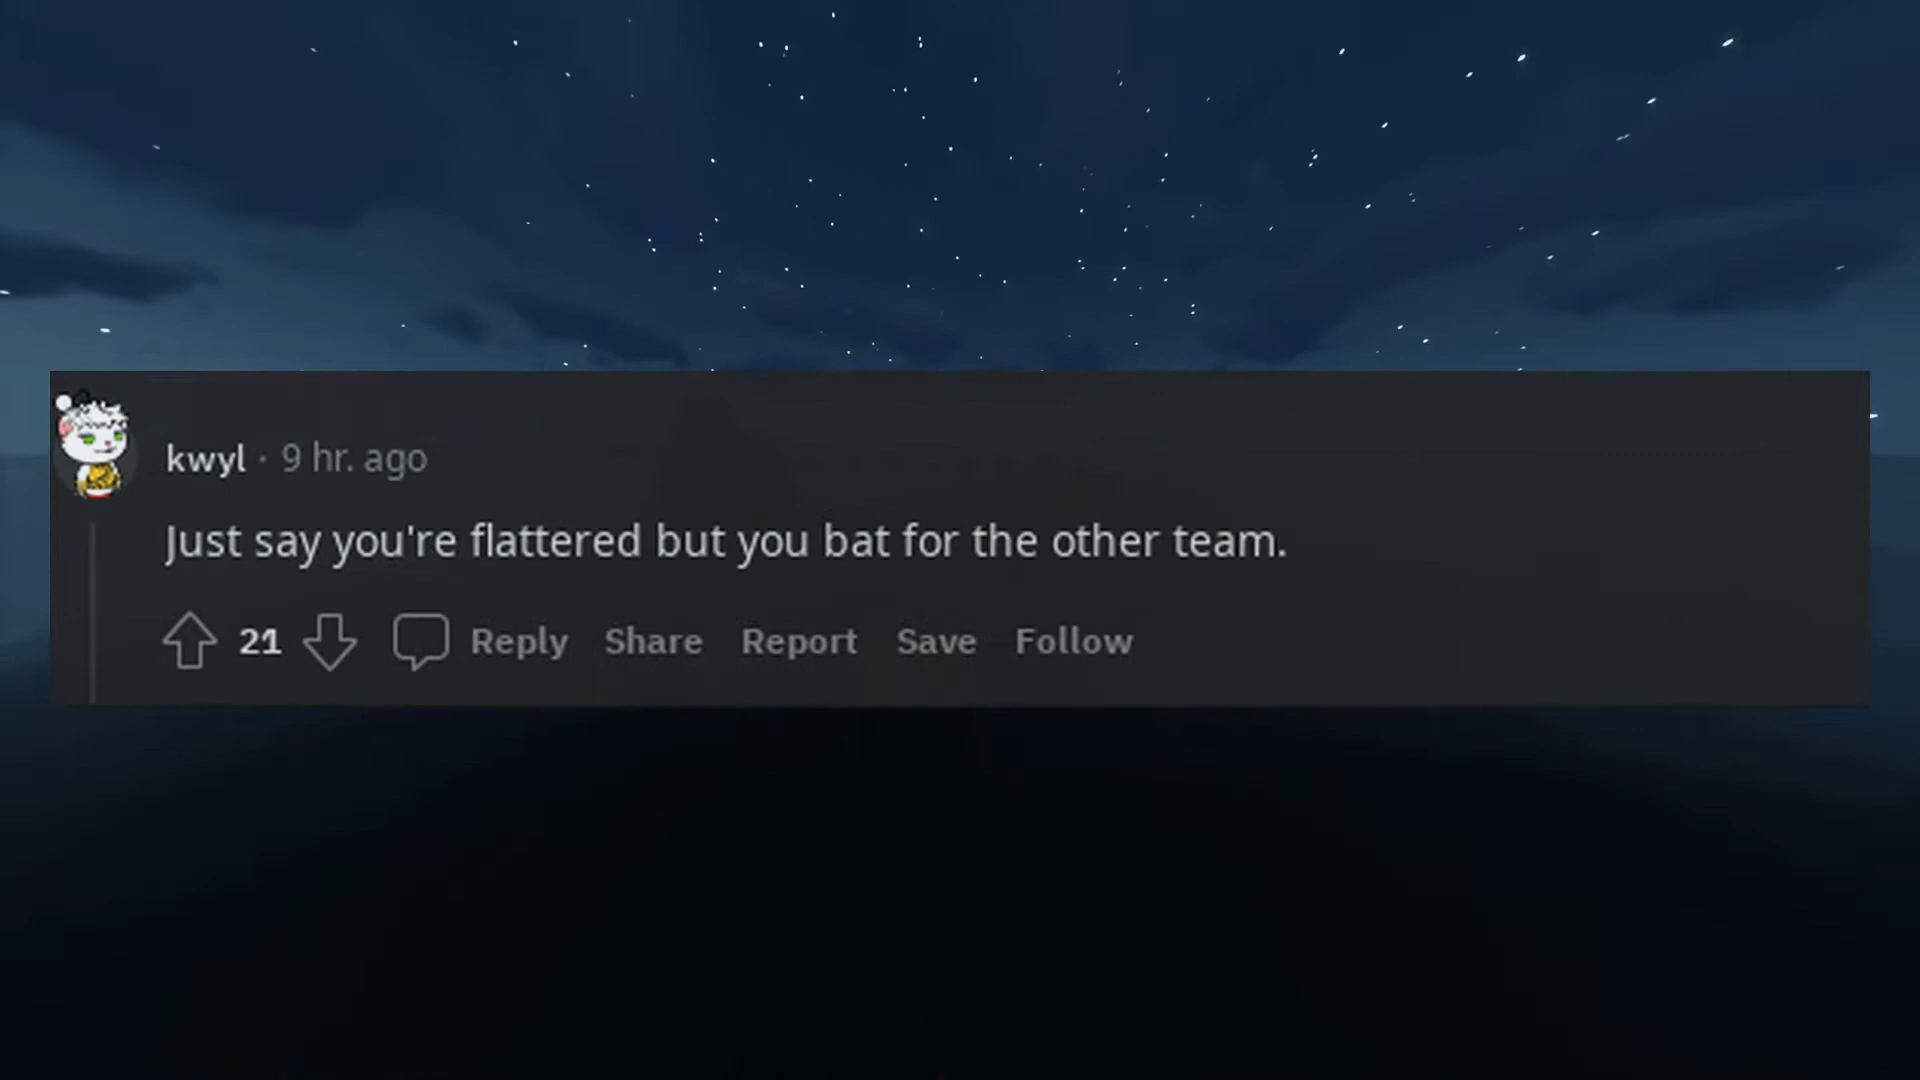 kwyl · 9 hr. ago
Just say you're flattered but you bat for the other team.
21 Reply Share Report Save Follow